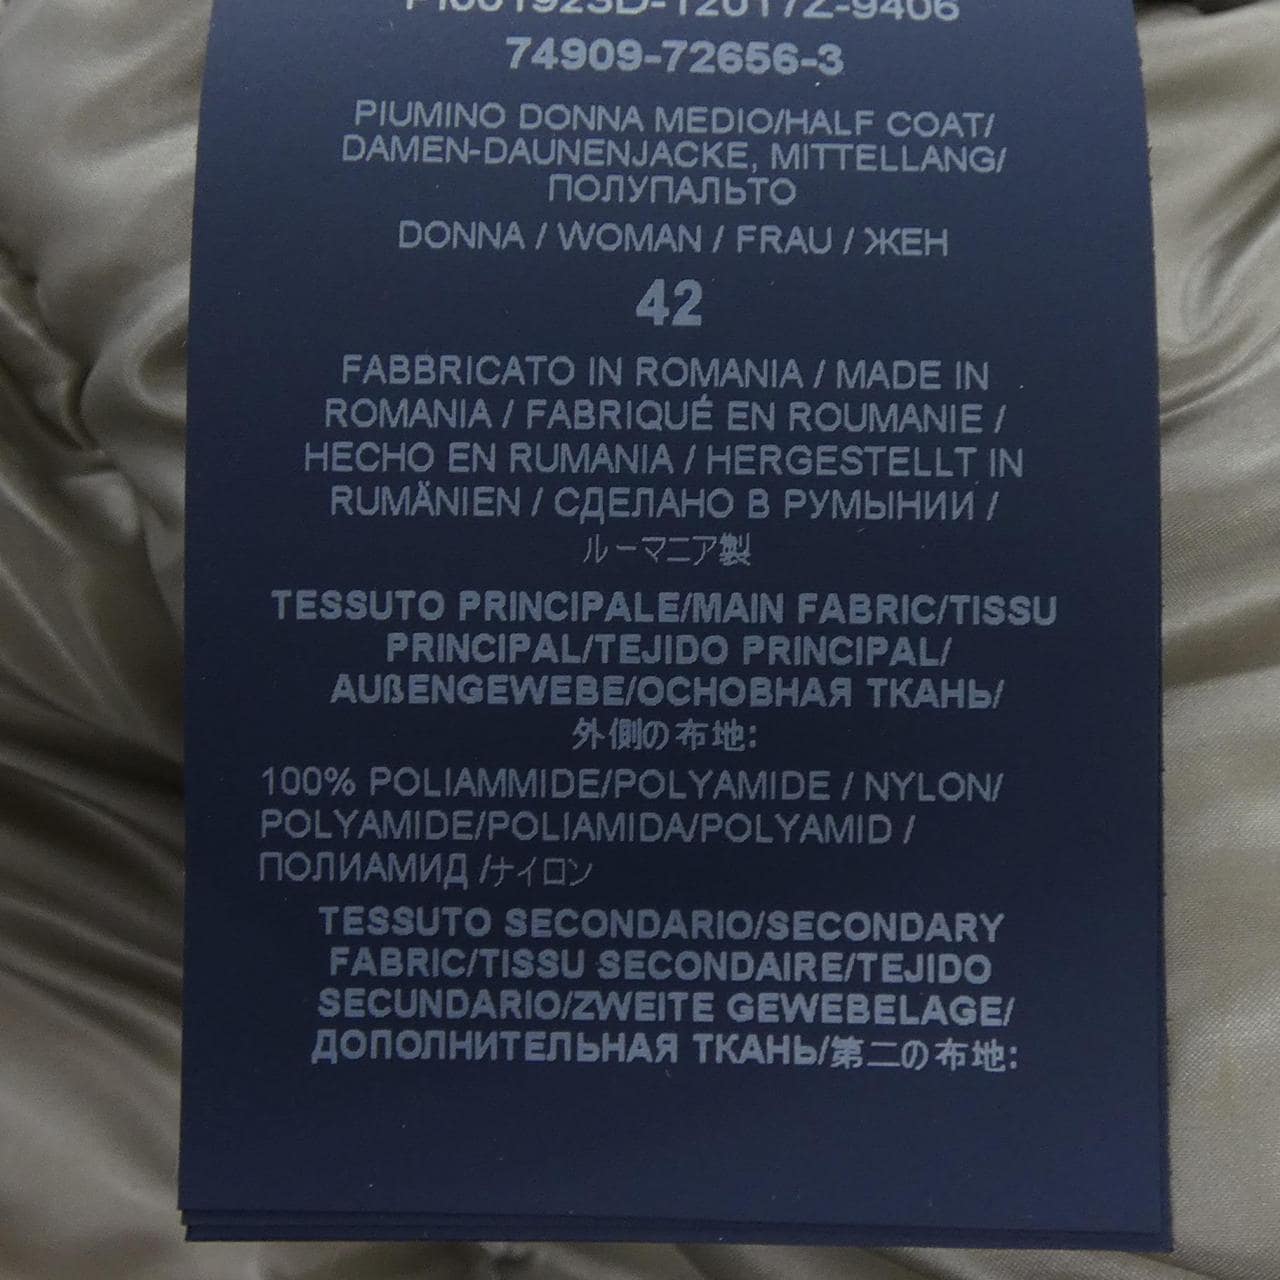 74909-72656-3
PIUMINO DONNA MEDIO/HALF COAT/
DAMEN-DAUNENJACKE, MITTELLANG/
ПОЛУПАЛЬТО
DONNA / WOMAN / FRAU / ЖЕН
42
FABBRICATO IN ROMANIA / MADE IN
ROMANIA / FABRIQUÉ EN ROUMANIE /
HECHO EN RUMANIA / HERGESTELLT IN
RUMÄNIEN / СДЕЛАНО В РУМЫНИИ /
ルーマニア製
TESSUTO PRINCIPALE/MAIN FABRIC/TISSU
PRINCIPAL/TEJIDO PRINCIPAL/
AUßENGEWEBE/ОСНОВНАЯ ТКАНЬ/
外側の布地:
100% POLIAMMIDE/POLYAMIDE / NYLON/
POLYAMIDE/POLIAMIDA/POLYAMID /
ПОЛИАМИД /ナイロン
TESSUTO SECONDARIO/SECONDARY
FABRIC/TISSU SECONDAIRE/TEJIDO
SECUNDARIO/ZWEITE GEWEBELAGE/
ДОПОЛНИТЕЛЬНАЯ ТКАНЬ/第二の布地: